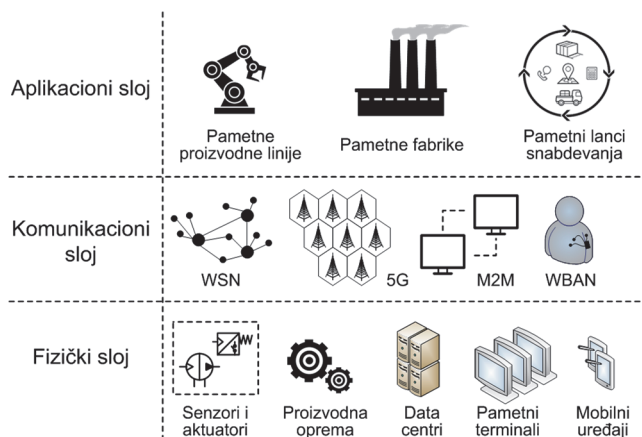 Aplikacioni sloj
Pametne
proizvodne linije
Pametne fabrike
Pametni lanci
snabdevanja
Komunikacioni
sloj
WSN
5G
M2M
WBAN
Fizički sloj
Senzori i
aktuatori
Proizvodna
oprema
Data
centri
Pametni
terminali
Mobilni
uređaji